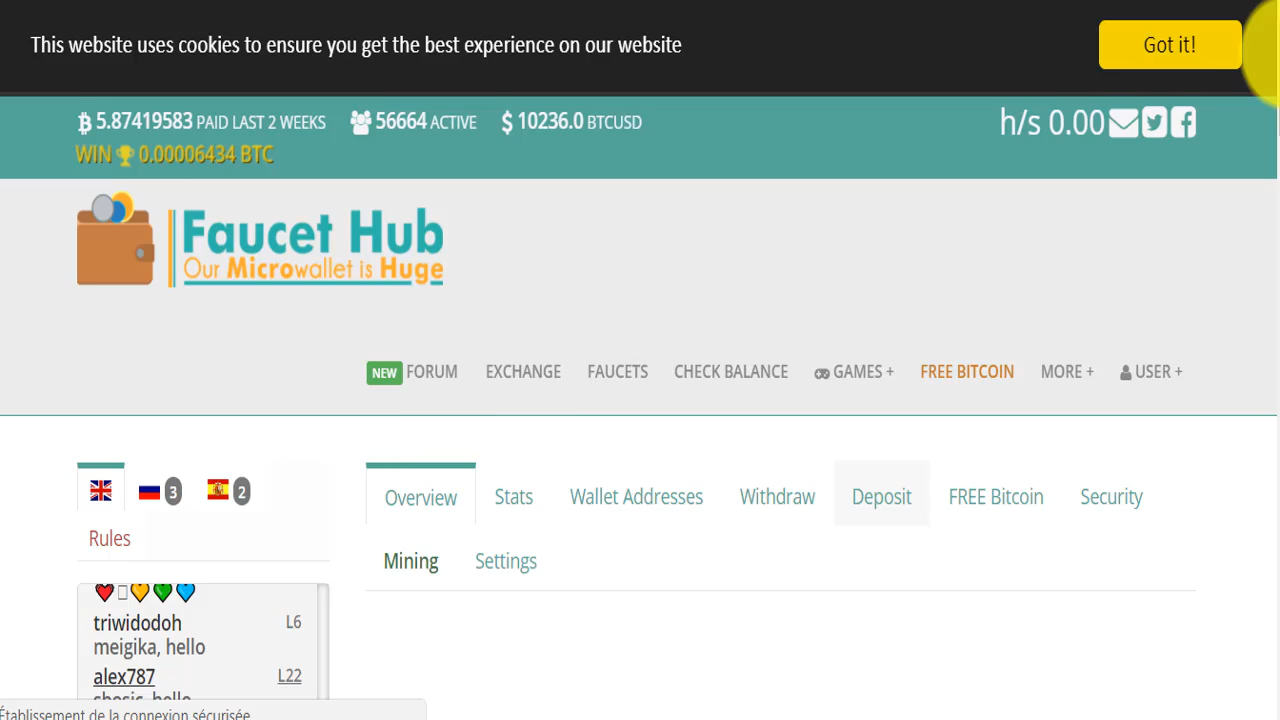 This website uses cookies to ensure you get the best experience on our website
Got it!
5.87419583 PAID LAST 2 WEEKS 56664 ACTIVE $ 10236.0 BTCUSD
h/s 0.00
WIN 0.00006434 BTC
Faucet Hub
Our Microwallet is Huge
NEW FORUM EXCHANGE FAUCETS CHECK BALANCE GAMES + FREE BITCOIN MORE + USER +
3 2
Rules
Overview Stats Wallet Addresses Withdraw Deposit FREE Bitcoin Security
Mining Settings
triwidodoh L6
meigika, hello
alex787 L22
hello
Établissement de la connexion sécurisée